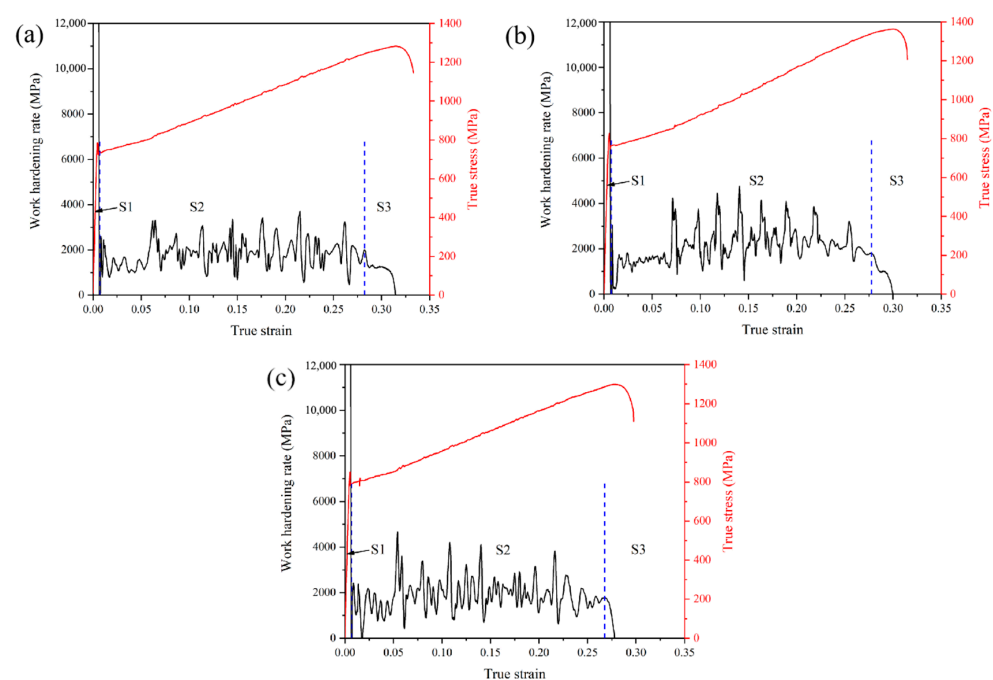 (a)
Work hardening rate (MPa)
12,000
10,000
8000
6000
4000
2000
0
S1
S2
S3
0.00 0.05 0.10 0.15 0.20 0.25 0.30 0.35
True strain
1400
1200
1000
800
600
400
200
0
True stress (MPa)
(b)
Work hardening rate (MPa)
12,000
10,000
8000
6000
4000
2000
0
S1
S2
S3
0.00 0.05 0.10 0.15 0.20 0.25 0.30 0.35
True strain
1400
1200
1000
800
600
400
200
0
True stress (MPa)
(c)
Work hardening rate (MPa)
12,000
10,000
8000
6000
4000
2000
0
S1
S2
S3
0.00 0.05 0.10 0.15 0.20 0.25 0.30 0.35
True strain
1400
1200
1000
800
600
400
200
0
True stress (MPa)